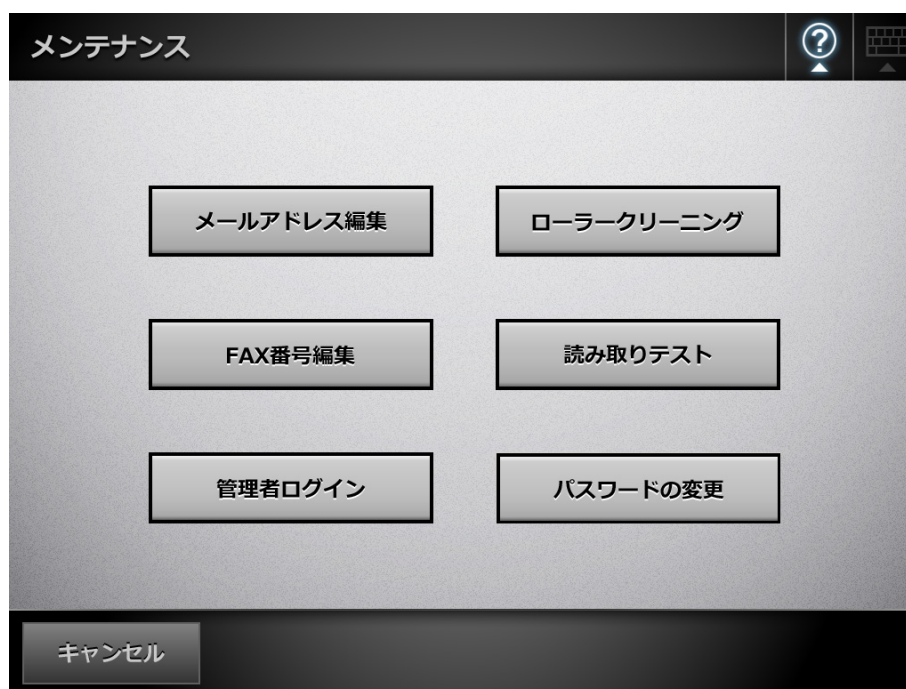 メンテナンス
?
メールアドレス編集
ローラークリーニング
FAX番号編集
読み取りテスト
管理者ログイン
パスワードの変更
キャンセル